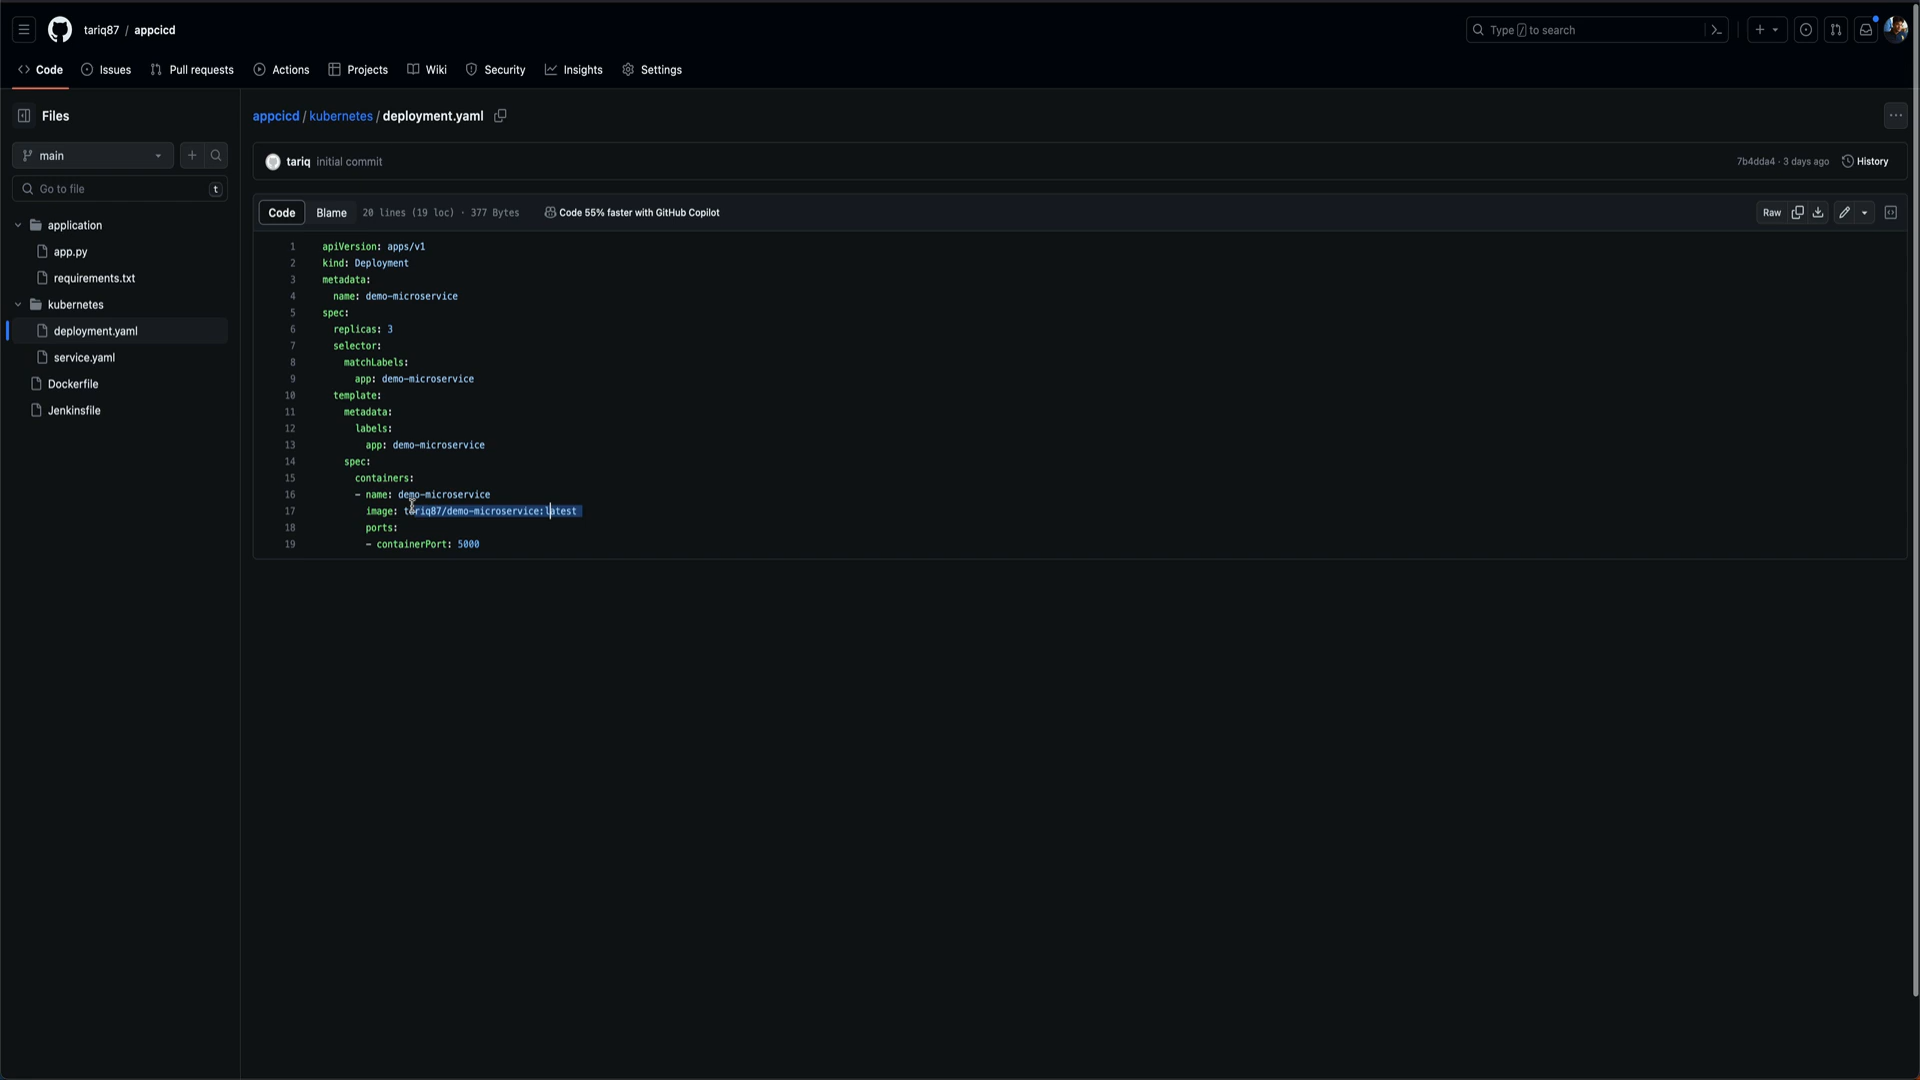 tariq87 / appcicd
Type / to search
Code
Issues
Pull requests
Actions
Projects
Wiki
Security
Insights
Settings
Files
main
Go to file
t
application
app.py
requirements.txt
kubernetes
deployment.yaml
service.yaml
Dockerfile
Jenkinsfile
appcicd / kubernetes / deployment.yaml
tariq initial commit
7b4dda4 · 3 days ago
History
Code
Blame
20 lines (19 loc) · 377 Bytes
Code 55% faster with GitHub Copilot
Raw
1 apiVersion: apps/v1
2 kind: Deployment
3 metadata:
4 name: demo-microservice
5 spec:
6 replicas: 3
7 selector:
8 matchLabels:
9 app: demo-microservice
10 template:
11 metadata:
12 labels:
13 app: demo-microservice
14 spec:
15 containers:
16 - name: demo-microservice
17 image: tariq87/demo-microservice:latest
18 ports:
19 - containerPort: 5000